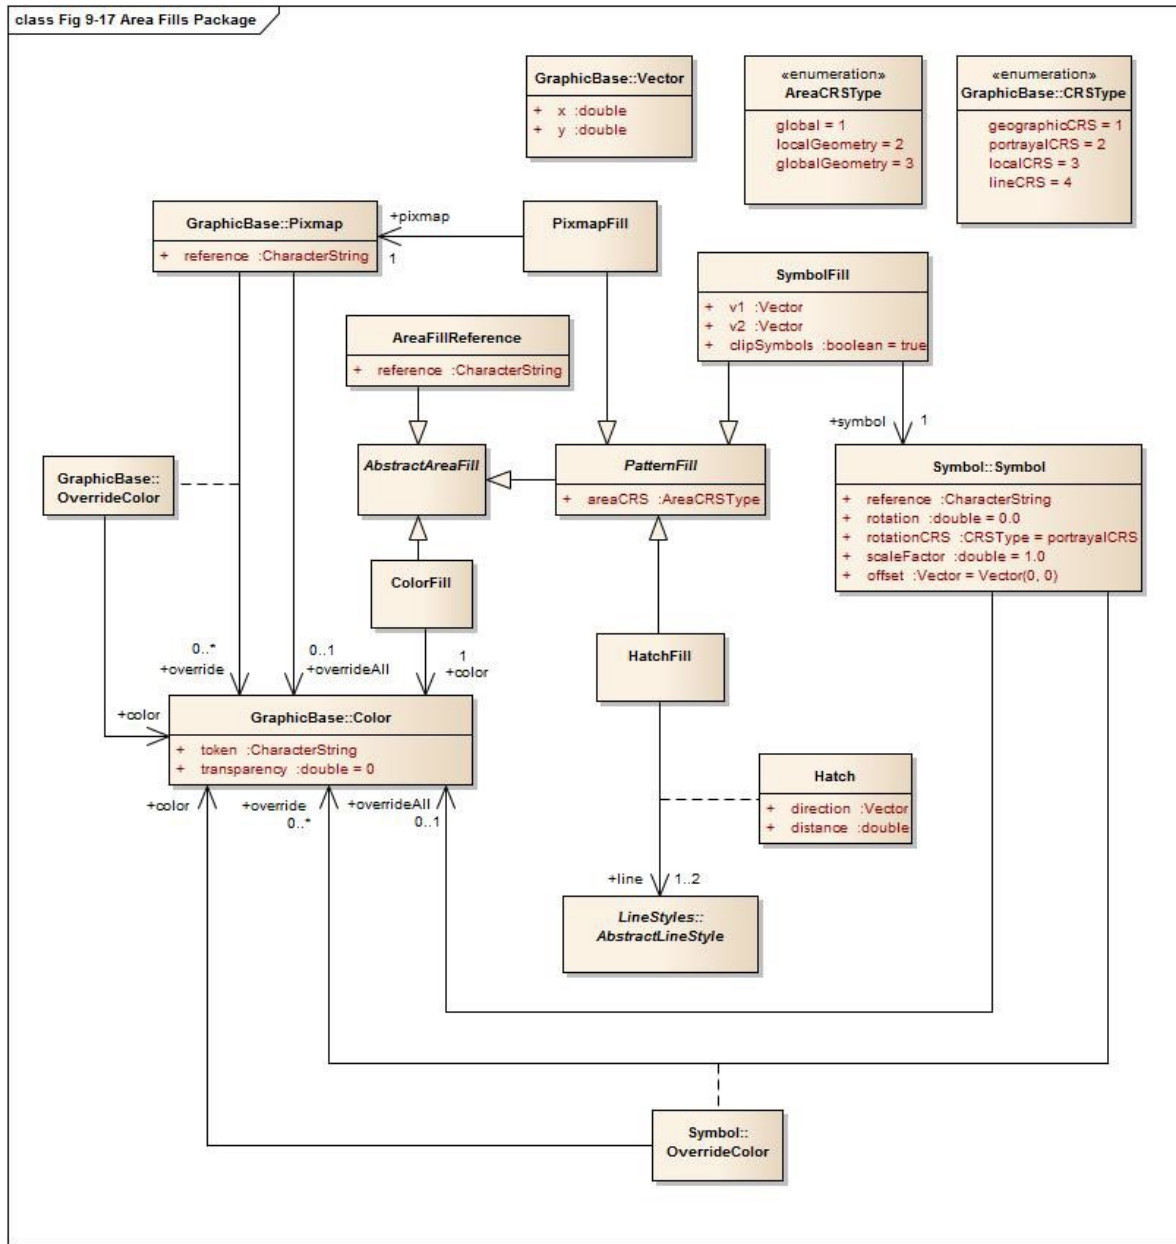 class Fig 9-17 Area Fills Package
GraphicBase::Vector
+ x :double
+ y :double
«enumeration»
AreaCRSType
global = 1
localGeometry = 2
globalGeometry = 3
«enumeration»
GraphicBase::CRSType
geographicCRS = 1
portrayalCRS = 2
localCRS = 3
lineCRS = 4
GraphicBase::Pixmap
+ reference :CharacterString
+pixmap
1
PixmapFill
SymbolFill
+ v1 :Vector
+ v2 :Vector
+ clipSymbols :boolean = true
AreaFillReference
+ reference :CharacterString
+symbol
1
GraphicBase::
OverrideColor
AbstractAreaFill
PatternFill
+ areaCRS :AreaCRSType
Symbol::Symbol
+ reference :CharacterString
+ rotation :double = 0.0
+ rotationCRS :CRSType = portrayalCRS
+ scaleFactor :double = 1.0
+ offset :Vector = Vector(0, 0)
ColorFill
HatchFill
0..*
+override
0..1
+overrideAll
1
+color
+color
GraphicBase::Color
+ token :CharacterString
+ transparency :double = 0
Hatch
+ direction :Vector
+ distance :double
+color
+override
0..*
+overrideAll
0..1
+line
1..2
LineStyles::
AbstractLineStyle
Symbol::
OverrideColor